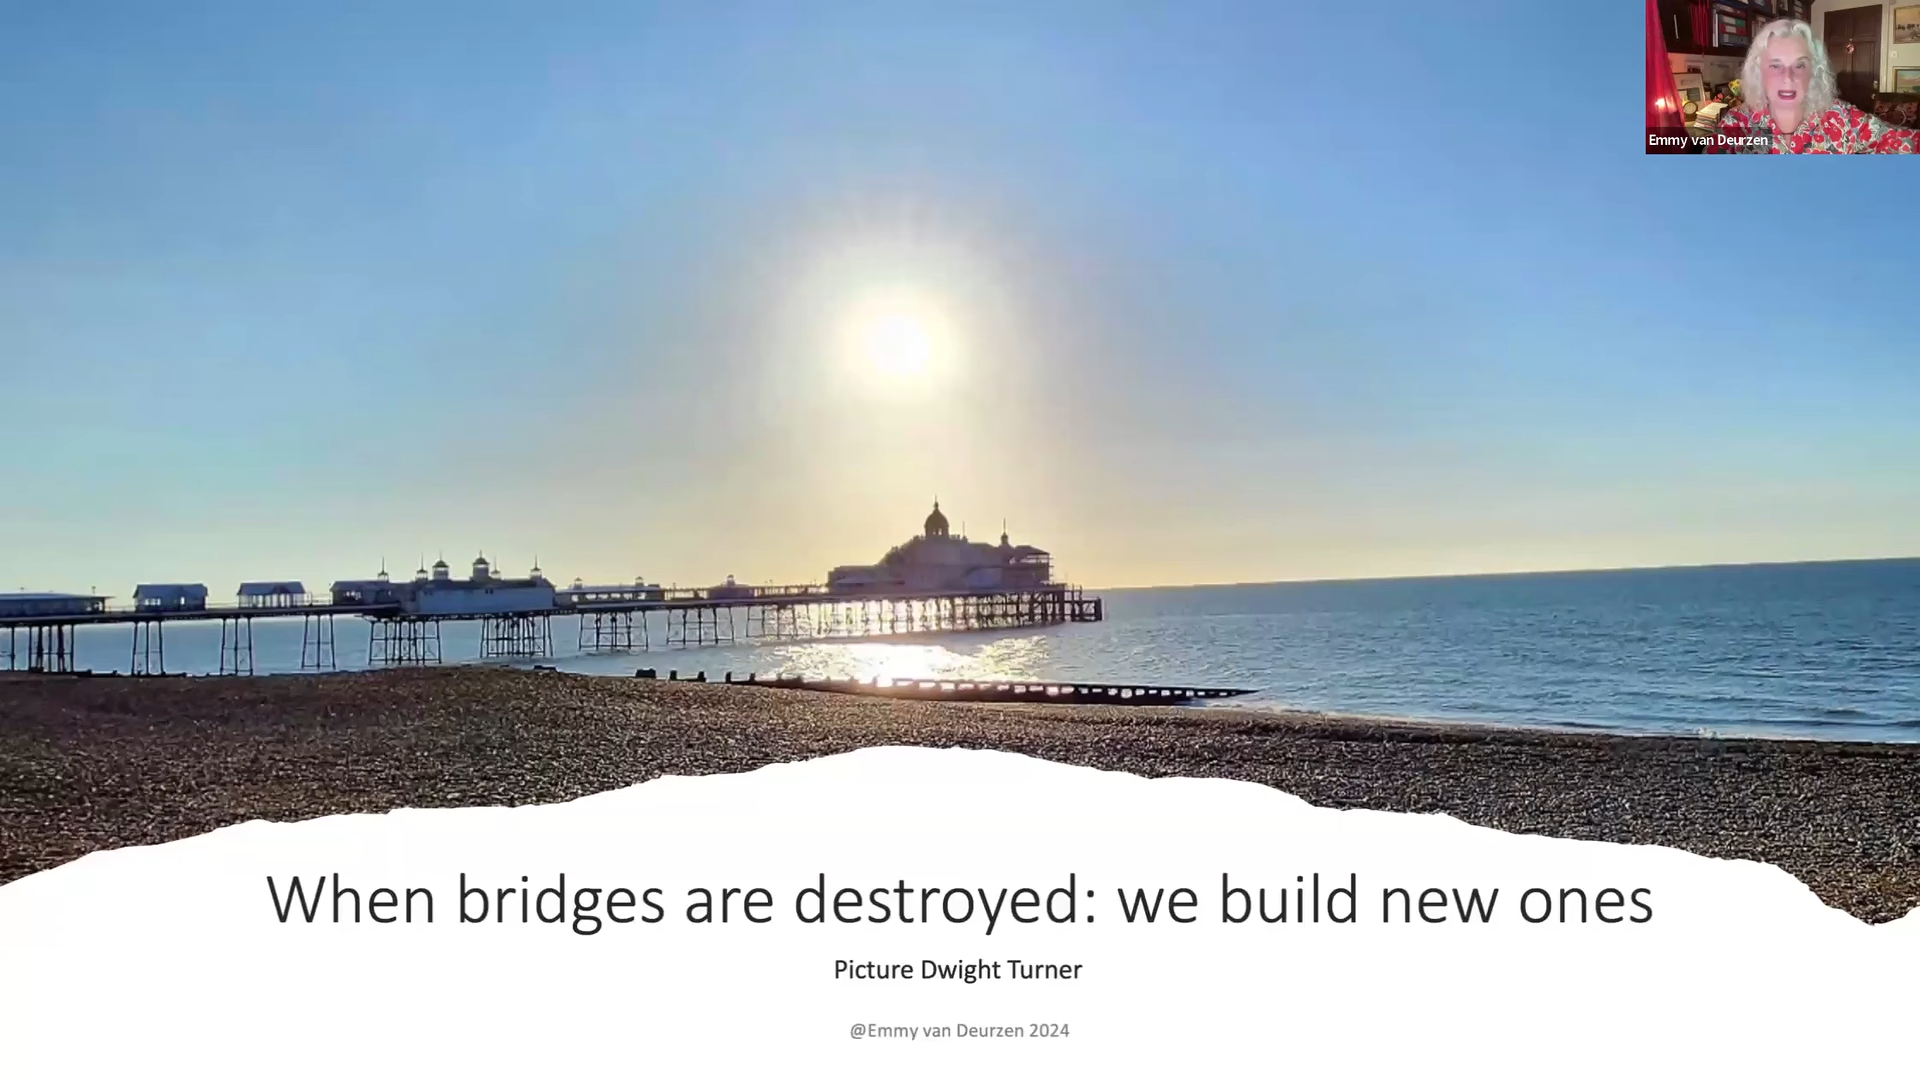 Emmy van Deurzen
When bridges are destroyed: we build new ones
Picture Dwight Turner
@Emmy van Deurzen 2024